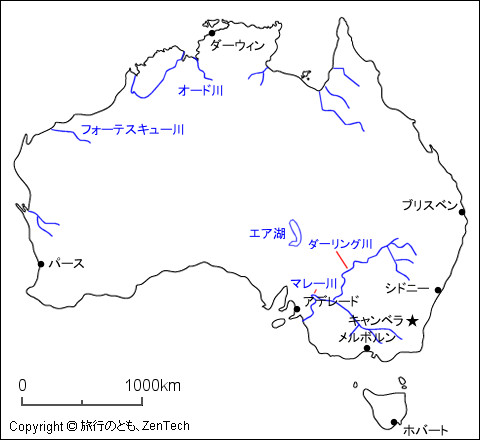 ダーウィン
オード川
フォーテスキュー川
ブリスベン
エア湖
ダーリング川
パース
マレー川
シドニー
アデレード
キャンベラ
メルボルン
0 1000km
Copyright © 旅行のとも、ZenTech
ホバート